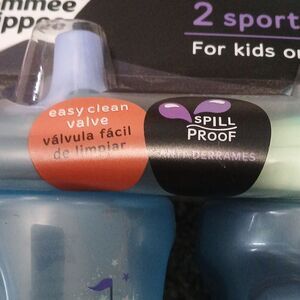 2 sport
For kids o
easy clean
valve
válvula fácil
de limpiar
SPILL
PROOF
ANTI-DERRAMES